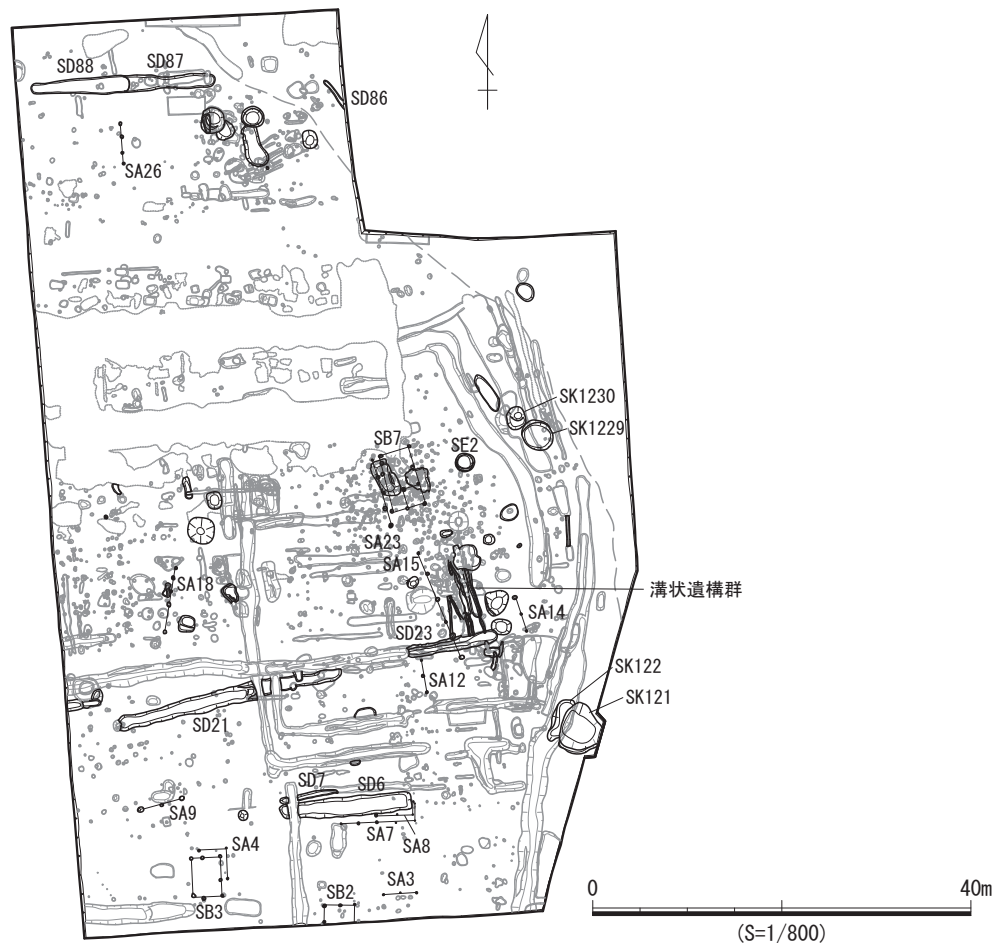 SD88
SD87
SD86
SA26
SK1230
SK1229
SB7
SE2
SA23
SA15
SA18
溝状遺構群
SA14
SD23
SA12
SK122
SK121
SD21
SD7
SD6
SA9
SA7
SA8
SA4
SA3
SB2
SB3
0
40m
(S=1/800)